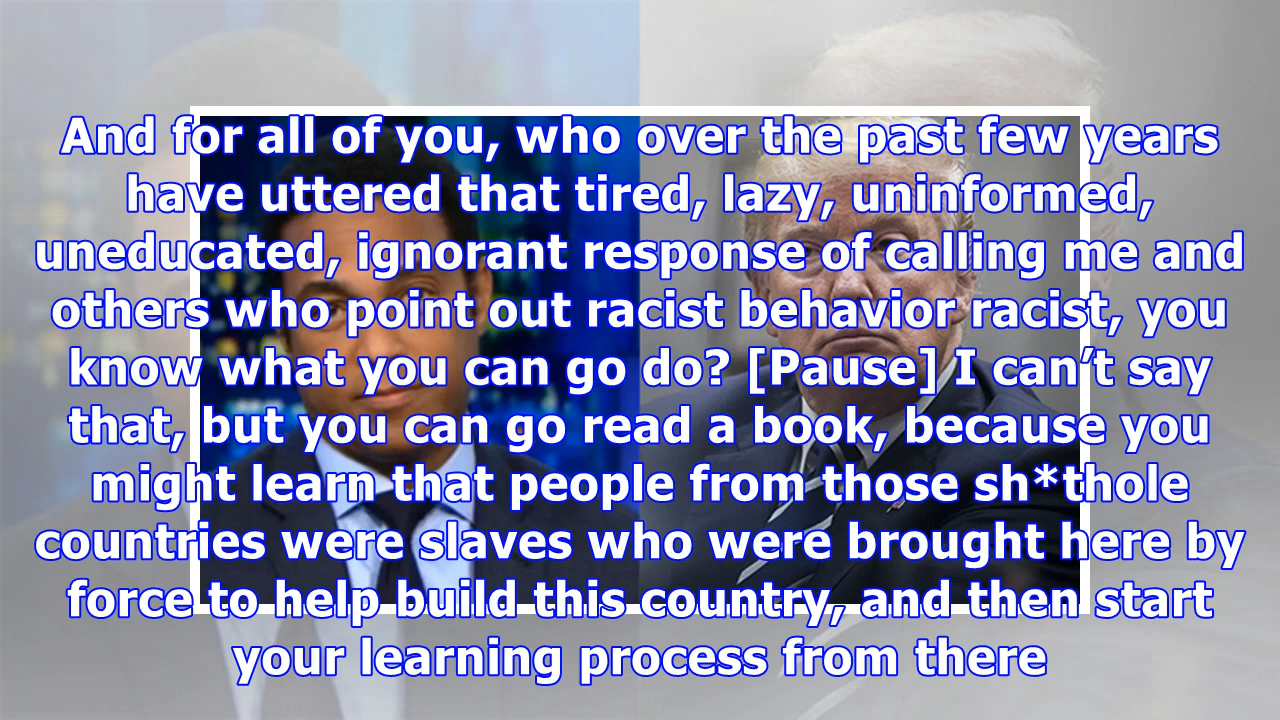 And for all of you, who over the past few years
have uttered that tired, lazy, uninformed,
uneducated, ignorant response of calling me and
others who point out racist behavior racist, you
know what you can go do? [Pause] I can’t say
that, but you can go read a book, because you
might learn that people from those sh*thole
countries were slaves who were brought here by
force to help build this country, and then start
your learning process from there